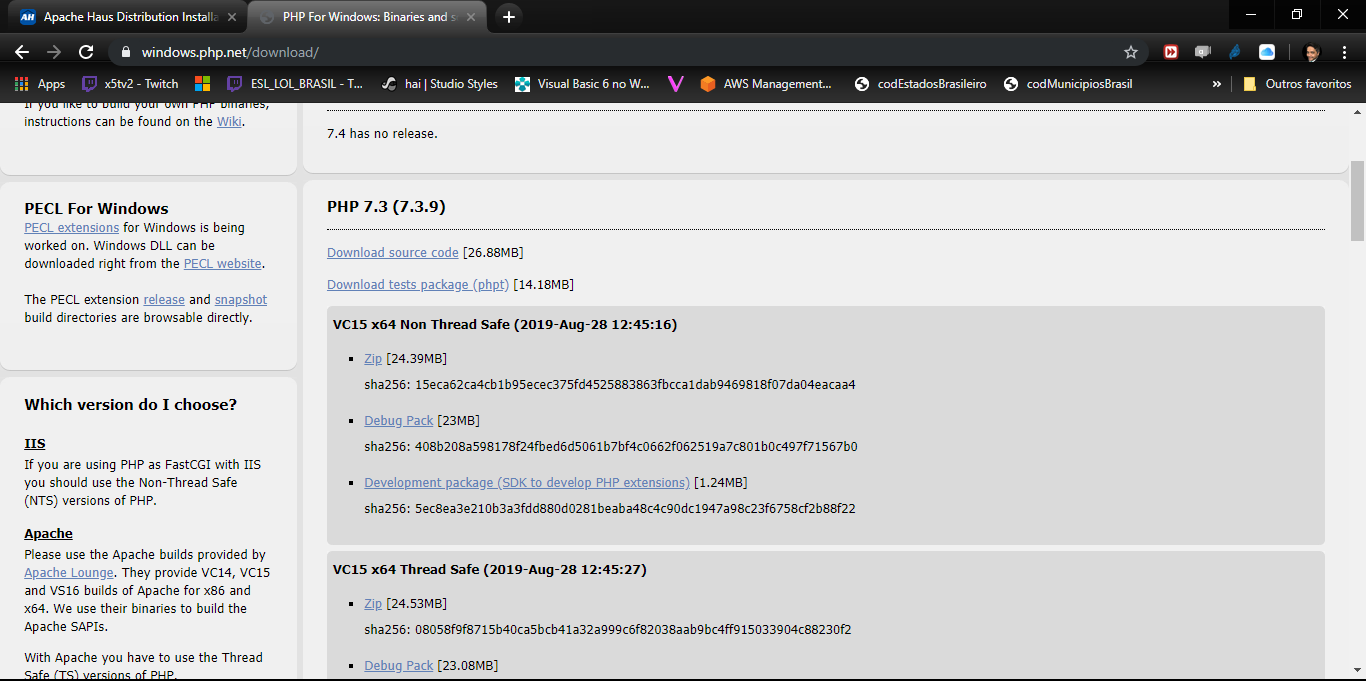 Apache Haus Distribution Installa
PHP For Windows: Binaries and s
windows.php.net/download/
Apps
x5tv2 - Twitch
ESL_LOL_BRASIL - T...
hai | Studio Styles
Visual Basic 6 no W...
AWS Management...
codEstadosBrasileiro
codMunicipiosBrasil
»
Outros favoritos
If you like to build your own PHP binaries,
instructions can be found on the Wiki.
PECL For Windows
PECL extensions for Windows is being
worked on. Windows DLL can be
downloaded right from the PECL website.
The PECL extension release and snapshot
build directories are browsable directly.
Which version do I choose?
IIS
If you are using PHP as FastCGI with IIS
you should use the Non-Thread Safe
(NTS) versions of PHP.
Apache
Please use the Apache builds provided by
Apache Lounge. They provide VC14, VC15
and VS16 builds of Apache for x86 and
x64. We use their binaries to build the
Apache SAPIs.
With Apache you have to use the Thread
Safe (TS) versions of PHP.
7.4 has no release.
PHP 7.3 (7.3.9)
Download source code [26.88MB]
Download tests package (phpt) [14.18MB]
VC15 x64 Non Thread Safe (2019-Aug-28 12:45:16)
Zip [24.39MB]
sha256: 15eca62ca4cb1b95ecec375fd4525883863fbcca1dab9469818f07da04eacaa4
Debug Pack [23MB]
sha256: 408b208a598178f24fbed6d5061b7bf4c0662f062519a7c801b0c497f71567b0
Development package (SDK to develop PHP extensions) [1.24MB]
sha256: 5ec8ea3e210b3a3fdd880d0281beaba48c4c90dc1947a98c23f6758cf2b88f22
VC15 x64 Thread Safe (2019-Aug-28 12:45:27)
Zip [24.53MB]
sha256: 08058f9f8715b40ca5bcb41a32a999c6f82038aab9bc4ff915033904c88230f2
Debug Pack [23.08MB]